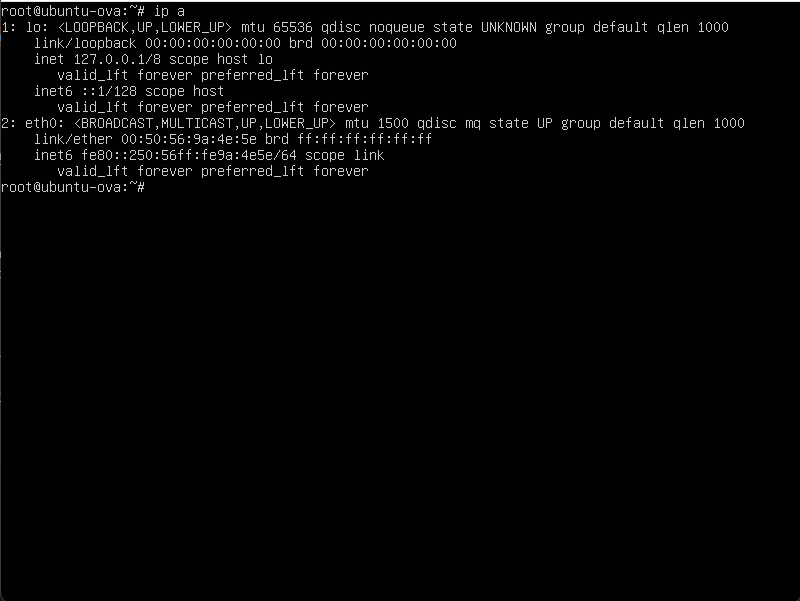 root@ubuntu-ova:~# ip a
1: lo: <LOOPBACK,UP,LOWER_UP> mtu 65536 qdisc noqueue state UNKNOWN group default qlen 1000
    link/loopback 00:00:00:00:00:00 brd 00:00:00:00:00:00
    inet 127.0.0.1/8 scope host lo
       valid_lft forever preferred_lft forever
    inet6 ::1/128 scope host
       valid_lft forever preferred_lft forever
2: eth0: <BROADCAST,MULTICAST,UP,LOWER_UP> mtu 1500 qdisc mq state UP group default qlen 1000
    link/ether 00:50:56:9a:4e:5e brd ff:ff:ff:ff:ff:ff
    inet6 fe80::250:56ff:fe9a:4e5e/64 scope link
       valid_lft forever preferred_lft forever
root@ubuntu-ova:~#